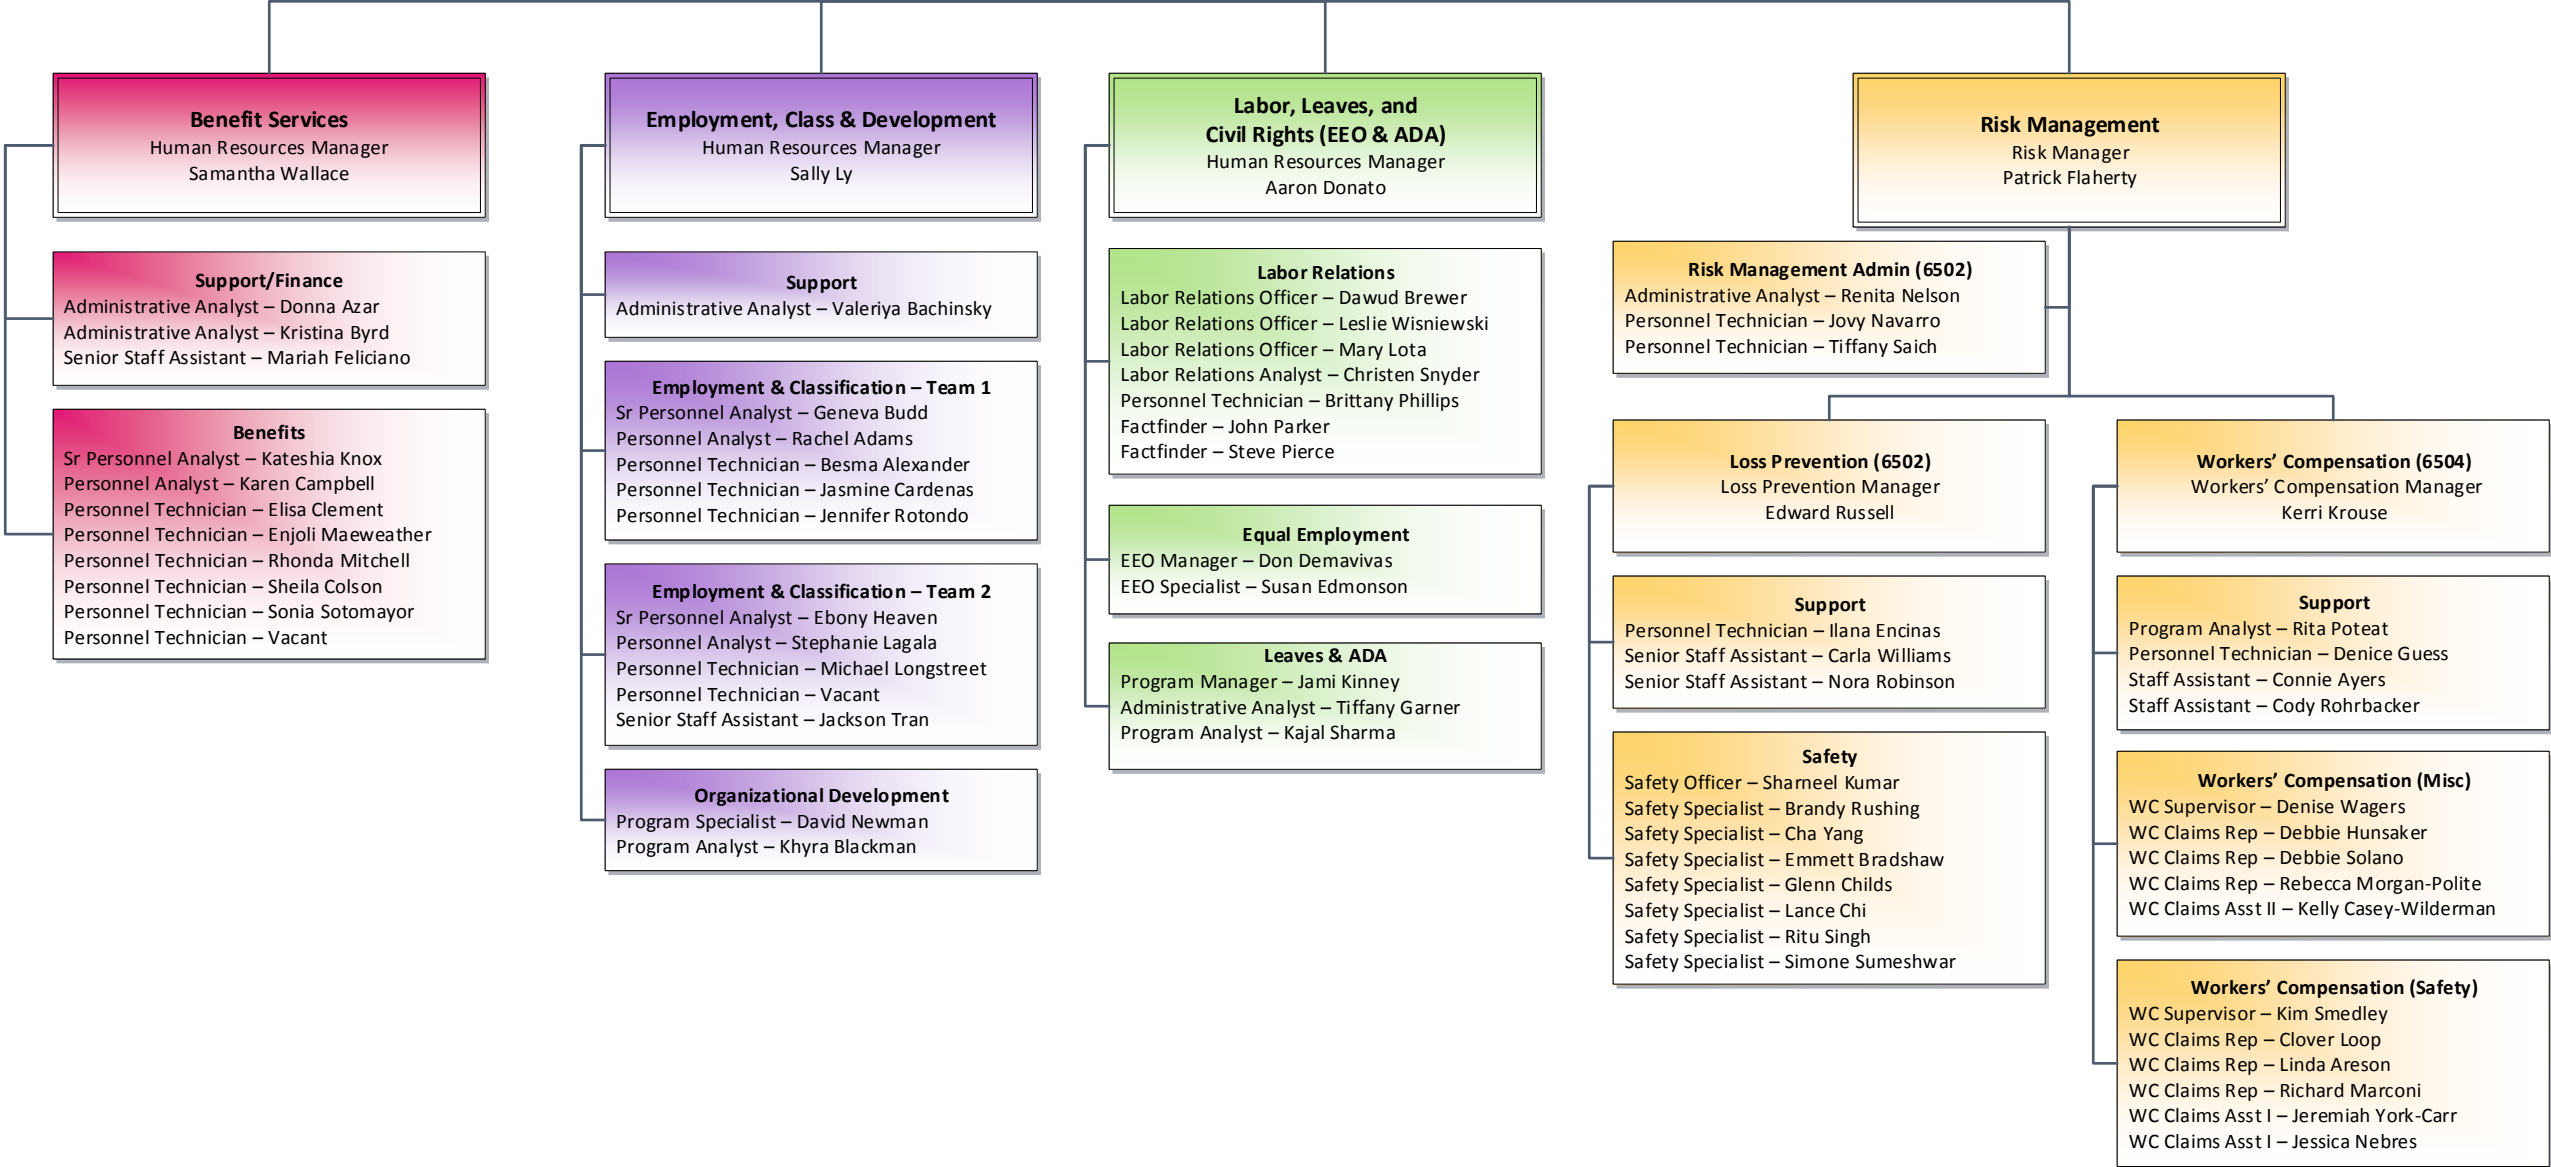 Benefit Services
Human Resources Manager
Samantha Wallace
Support/Finance
Administrative Analyst – Donna Azar
Administrative Analyst – Kristina Byrd
Senior Staff Assistant – Mariah Feliciano
Benefits
Sr Personnel Analyst – Kateshia Knox
Personnel Analyst – Karen Campbell
Personnel Technician – Elisa Clement
Personnel Technician – Enjoli Maeweather
Personnel Technician – Rhonda Mitchell
Personnel Technician – Sheila Colson
Personnel Technician – Sonia Sotomayor
Personnel Technician – Vacant
Employment, Class & Development
Human Resources Manager
Sally Ly
Support
Administrative Analyst – Valeriya Bachinsky
Employment & Classification – Team 1
Sr Personnel Analyst – Geneva Budd
Personnel Analyst – Rachel Adams
Personnel Technician – Besma Alexander
Personnel Technician – Jasmine Cardenas
Personnel Technician – Jennifer Rotondo
Employment & Classification – Team 2
Sr Personnel Analyst – Ebony Heaven
Personnel Analyst – Stephanie Lagala
Personnel Technician – Michael Longstreet
Personnel Technician – Vacant
Senior Staff Assistant – Jackson Tran
Organizational Development
Program Specialist – David Newman
Program Analyst – Khyra Blackman
Labor, Leaves, and
Civil Rights (EEO & ADA)
Human Resources Manager
Aaron Donato
Labor Relations
Labor Relations Officer – Dawud Brewer
Labor Relations Officer – Leslie Wisniewski
Labor Relations Officer – Mary Lota
Labor Relations Analyst – Christen Snyder
Personnel Technician – Brittany Phillips
Factfinder – John Parker
Factfinder – Steve Pierce
Equal Employment
EEO Manager – Don Demavivas
EEO Specialist – Susan Edmonson
Leaves & ADA
Program Manager – Jami Kinney
Administrative Analyst – Tiffany Garner
Program Analyst – Kajal Sharma
Risk Management
Risk Manager
Patrick Flaherty
Risk Management Admin (6502)
Administrative Analyst – Renita Nelson
Personnel Technician – Jovy Navarro
Personnel Technician – Tiffany Saich
Loss Prevention (6502)
Loss Prevention Manager
Edward Russell
Support
Personnel Technician – Ilana Encinas
Senior Staff Assistant – Carla Williams
Senior Staff Assistant – Nora Robinson
Safety
Safety Officer – Sharneel Kumar
Safety Specialist – Brandy Rushing
Safety Specialist – Cha Yang
Safety Specialist – Emmett Bradshaw
Safety Specialist – Glenn Childs
Safety Specialist – Lance Chi
Safety Specialist – Ritu Singh
Safety Specialist – Simone Sumeshwar
Workers’ Compensation (6504)
Workers’ Compensation Manager
Kerri Krouse
Support
Program Analyst – Rita Poteat
Personnel Technician – Denice Guess
Staff Assistant – Connie Ayers
Staff Assistant – Cody Rohrbacker
Workers’ Compensation (Misc)
WC Supervisor – Denise Wagers
WC Claims Rep – Debbie Hunsaker
WC Claims Rep – Debbie Solano
WC Claims Rep – Rebecca Morgan-Polite
WC Claims Asst II – Kelly Casey-Wilderman
Workers’ Compensation (Safety)
WC Supervisor – Kim Smedley
WC Claims Rep – Clover Loop
WC Claims Rep – Linda Areson
WC Claims Rep – Richard Marconi
WC Claims Asst I – Jeremiah York-Carr
WC Claims Asst I – Jessica Nebres